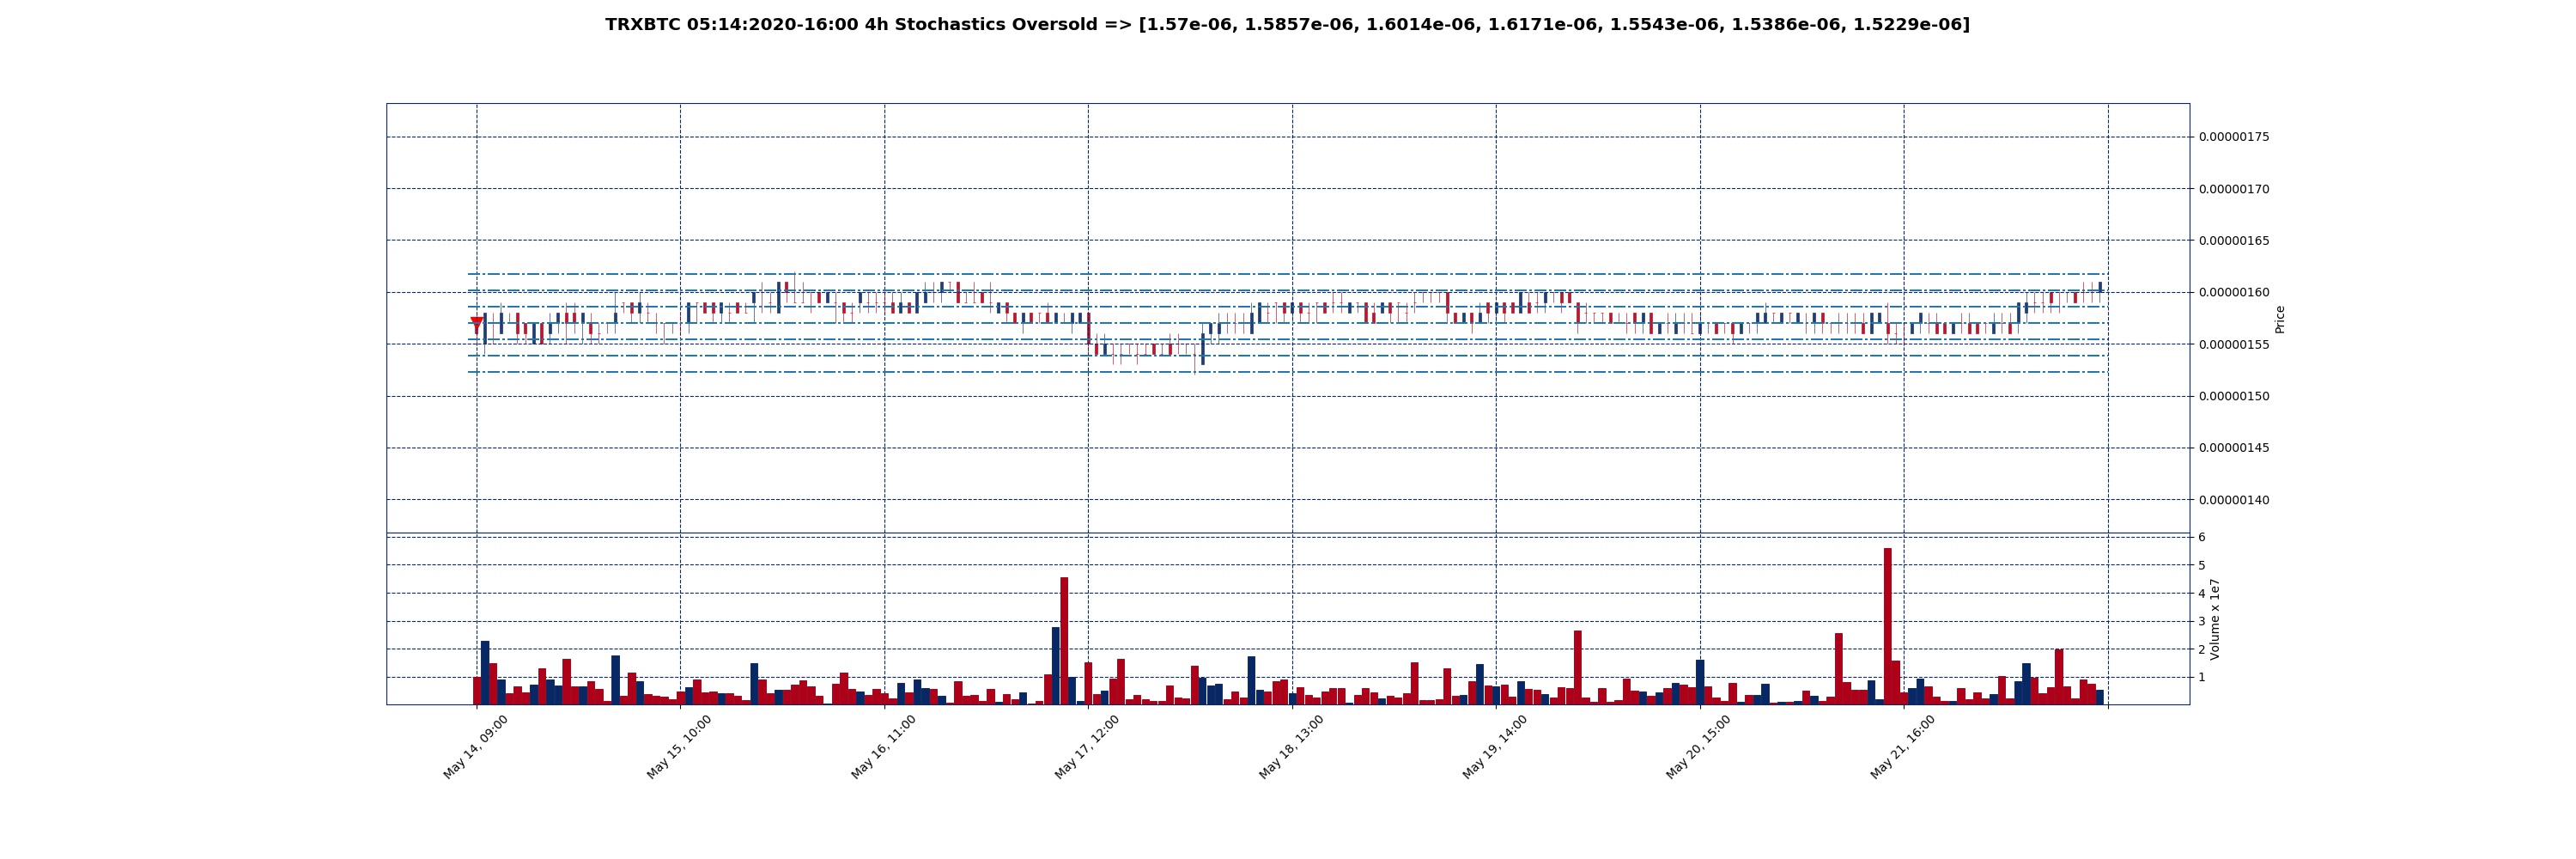 TRXBTC 05:14:2020-16:00 4h Stochastics Oversold => [1.57e-06, 1.5857e-06, 1.6014e-06, 1.6171e-06, 1.5543e-06, 1.5386e-06, 1.5229e-06]
0.00000175
0.00000170
0.00000165
0.00000160
0.00000155
0.00000150
0.00000145
0.00000140
Price
6
5
4
3
2
1
Volume x 1e7
May 14, 09:00
May 15, 10:00
May 16, 11:00
May 17, 12:00
May 18, 13:00
May 19, 14:00
May 20, 15:00
May 21, 16:00